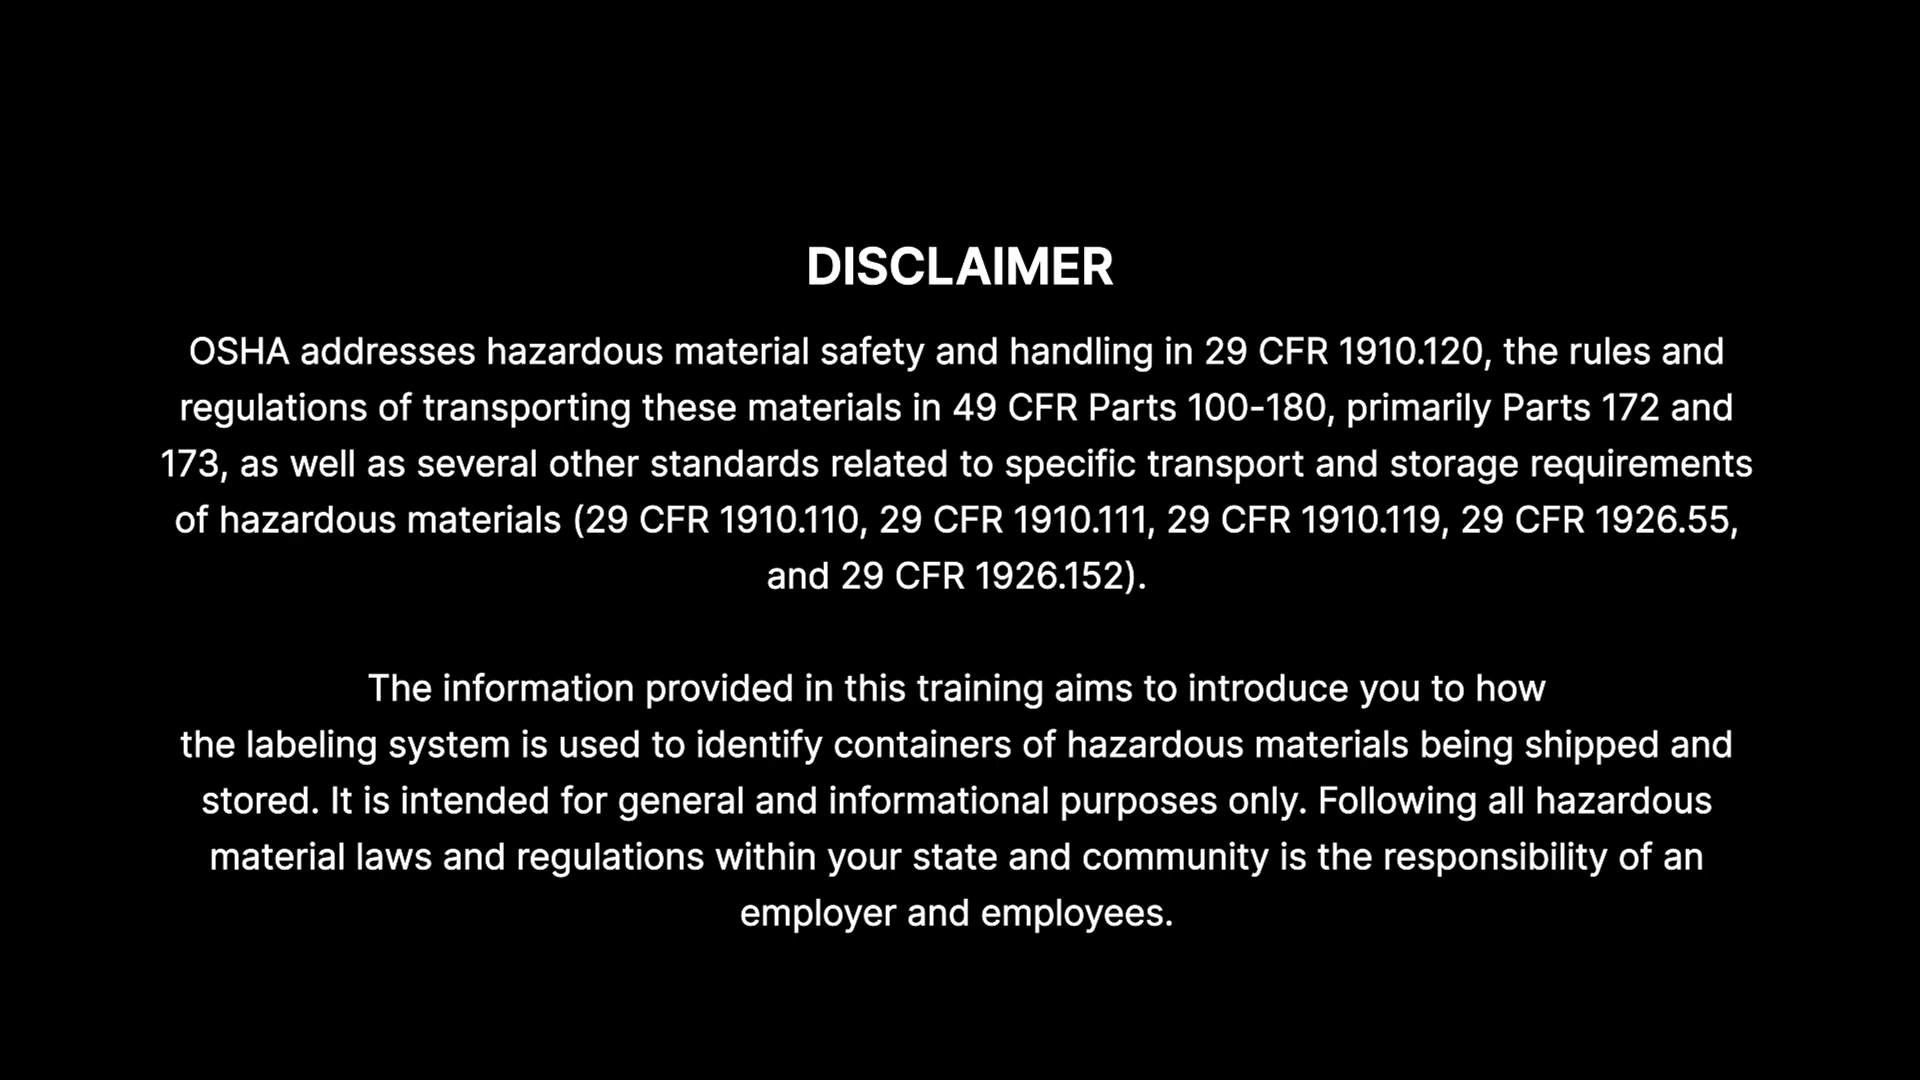 DISCLAIMER
OSHA addresses hazardous material safety and handling in 29 CFR 1910.120, the rules and
regulations of transporting these materials in 49 CFR Parts 100-180, primarily Parts 172 and
173, as well as several other standards related to specific transport and storage requirements
of hazardous materials (29 CFR 1910.110, 29 CFR 1910.111, 29 CFR 1910.119, 29 CFR 1926.55,
and 29 CFR 1926.152).
The information provided in this training aims to introduce you to how
the labeling system is used to identify containers of hazardous materials being shipped and
stored. It is intended for general and informational purposes only. Following all hazardous
material laws and regulations within your state and community is the responsibility of an
employer and employees.